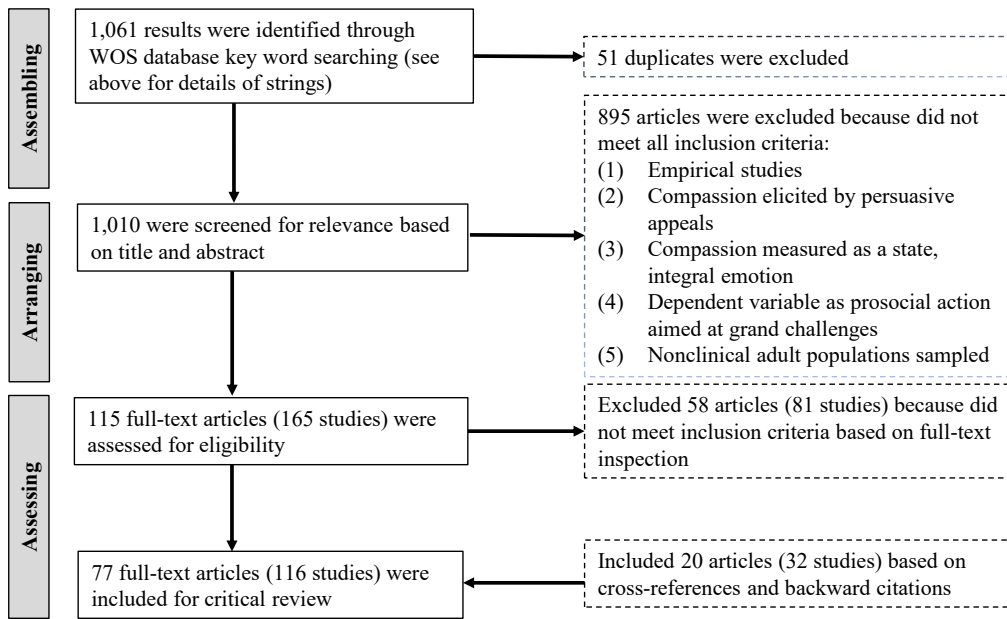 Assembling
1,061 results were identified through
WOS database key word searching (see
above for details of strings)
51 duplicates were excluded
895 articles were excluded because did not
meet all inclusion criteria:
(1) Empirical studies
(2) Compassion elicited by persuasive
appeals
(3) Compassion measured as a state,
integral emotion
(4) Dependent variable as prosocial action
aimed at grand challenges
(5) Nonclinical adult populations sampled
Arranging
1,010 were screened for relevance based
on title and abstract
Assessing
115 full-text articles (165 studies) were
assessed for eligibility
Excluded 58 articles (81 studies) because did
not meet inclusion criteria based on full-text
inspection
77 full-text articles (116 studies) were
included for critical review
Included 20 articles (32 studies) based on
cross-references and backward citations